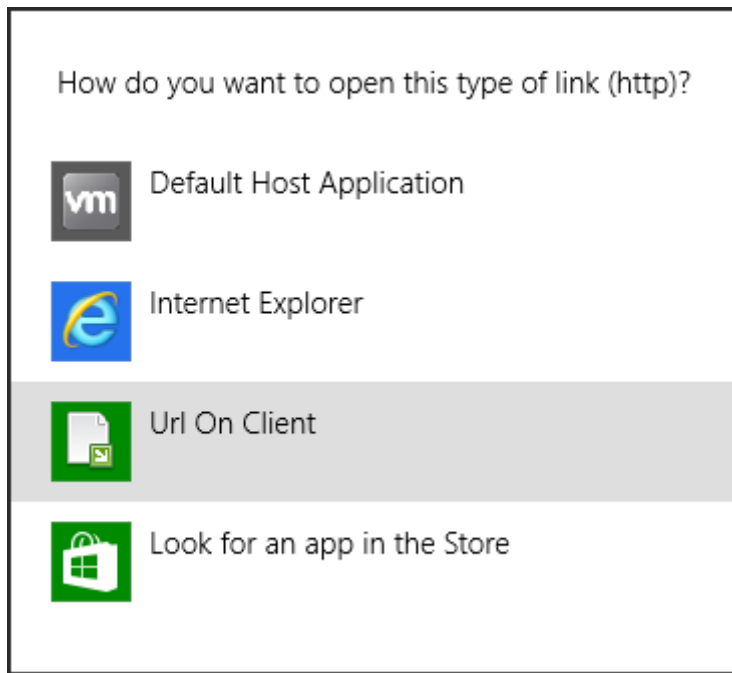 How do you want to open this type of link (http)?
vm
Default Host Application
Internet Explorer
Url On Client
Look for an app in the Store